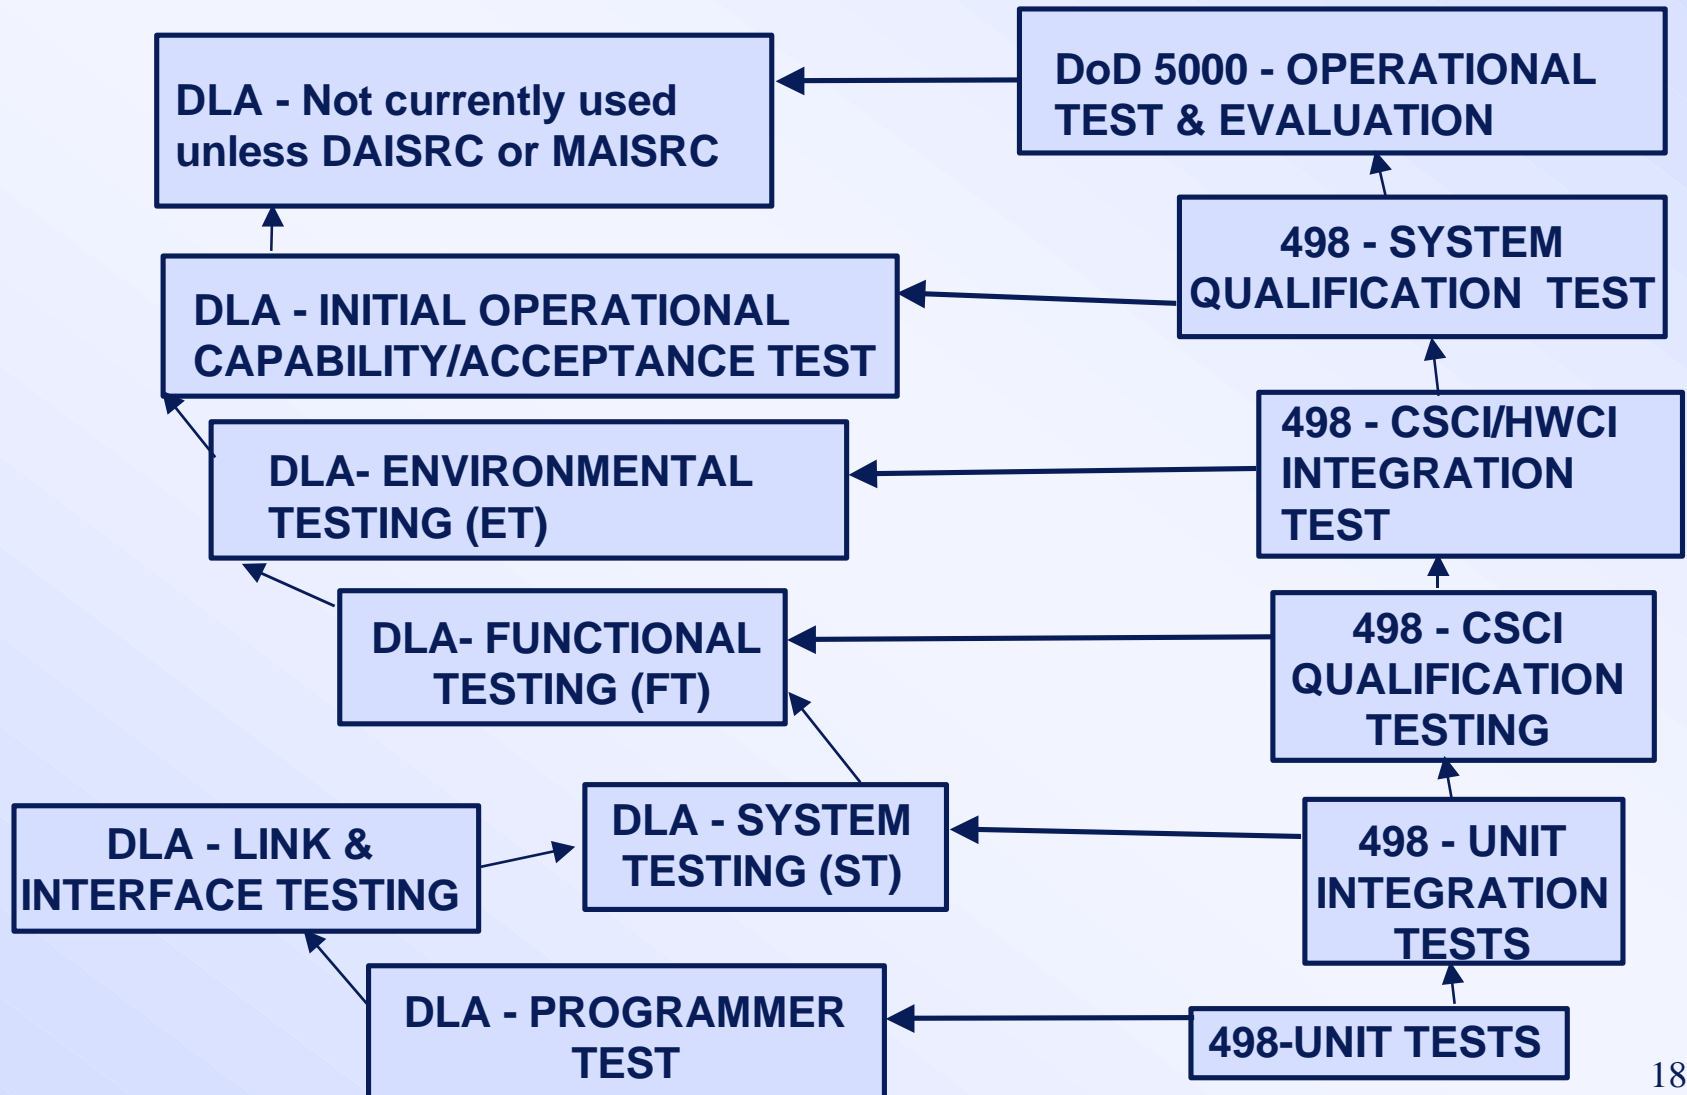 DLA - Not currently used
unless DAISRC or MAISRC
DoD 5000 - OPERATIONAL
TEST & EVALUATION
498 - SYSTEM
QUALIFICATION  TEST
DLA - INITIAL OPERATIONAL
CAPABILITY/ACCEPTANCE TEST
498 - CSCI/HWCI
INTEGRATION
TEST
DLA- ENVIRONMENTAL
TESTING (ET)
DLA- FUNCTIONAL
TESTING (FT)
498 - CSCI
QUALIFICATION
TESTING
DLA - LINK &
INTERFACE TESTING
DLA - SYSTEM
TESTING (ST)
498 - UNIT
INTEGRATION
TESTS
DLA - PROGRAMMER
TEST
498-UNIT TESTS
18